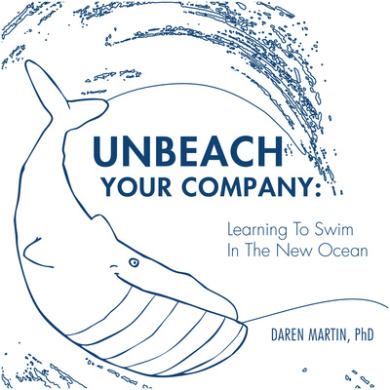 UNBEACH
YOUR COMPANY:
Learning To Swim
In The New Ocean
DAREN MARTIN, PhD